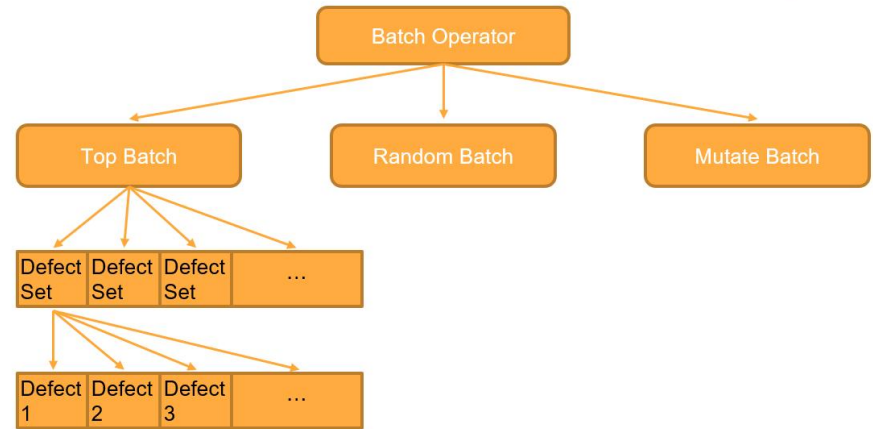 Batch Operator
Top Batch
Random Batch
Mutate Batch
Defect Set
Defect Set
Defect Set
...
Defect 1
Defect 2
Defect 3
...